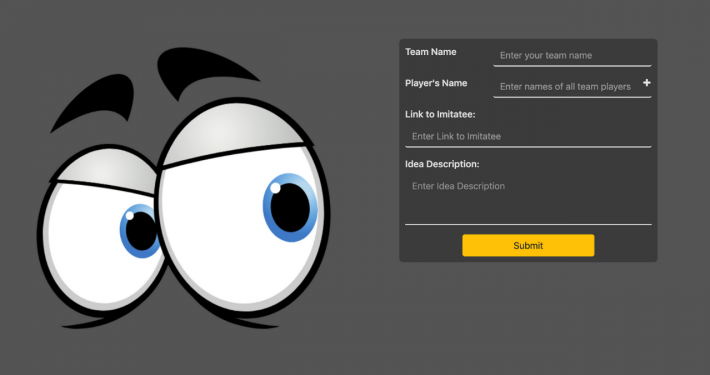 Team Name
Enter your team name
Player's Name
Enter names of all team players +
Link to Imitatee:
Enter Link to Imitatee
Idea Description:
Enter Idea Description
Submit